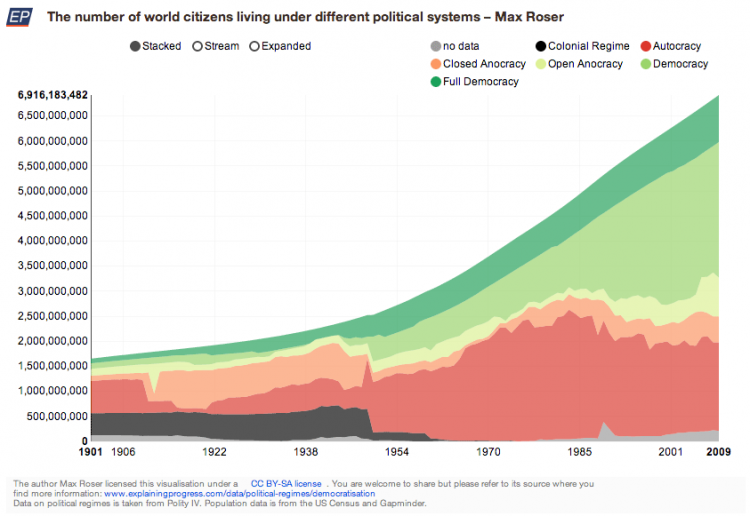 EP
The number of world citizens living under different political systems – Max Roser
Stacked Stream Expanded
no data Colonial Regime Autocracy
Closed Anocracy Open Anocracy Democracy
Full Democracy
6,916,183,482
6,500,000,000
6,000,000,000
5,500,000,000
5,000,000,000
4,500,000,000
4,000,000,000
3,500,000,000
3,000,000,000
2,500,000,000
2,000,000,000
1,500,000,000
1,000,000,000
500,000,000
0
1901 1906 1922 1938 1954 1970 1985 2001 2009
The author Max Roser licensed this visualisation under a CC BY-SA license . You are welcome to share but please refer to its source where you
find more information: www.explainingprogress.com/data/political-regimes/democratisation
Data on political regimes is taken from Polity IV. Population data is from the US Census and Gapminder.